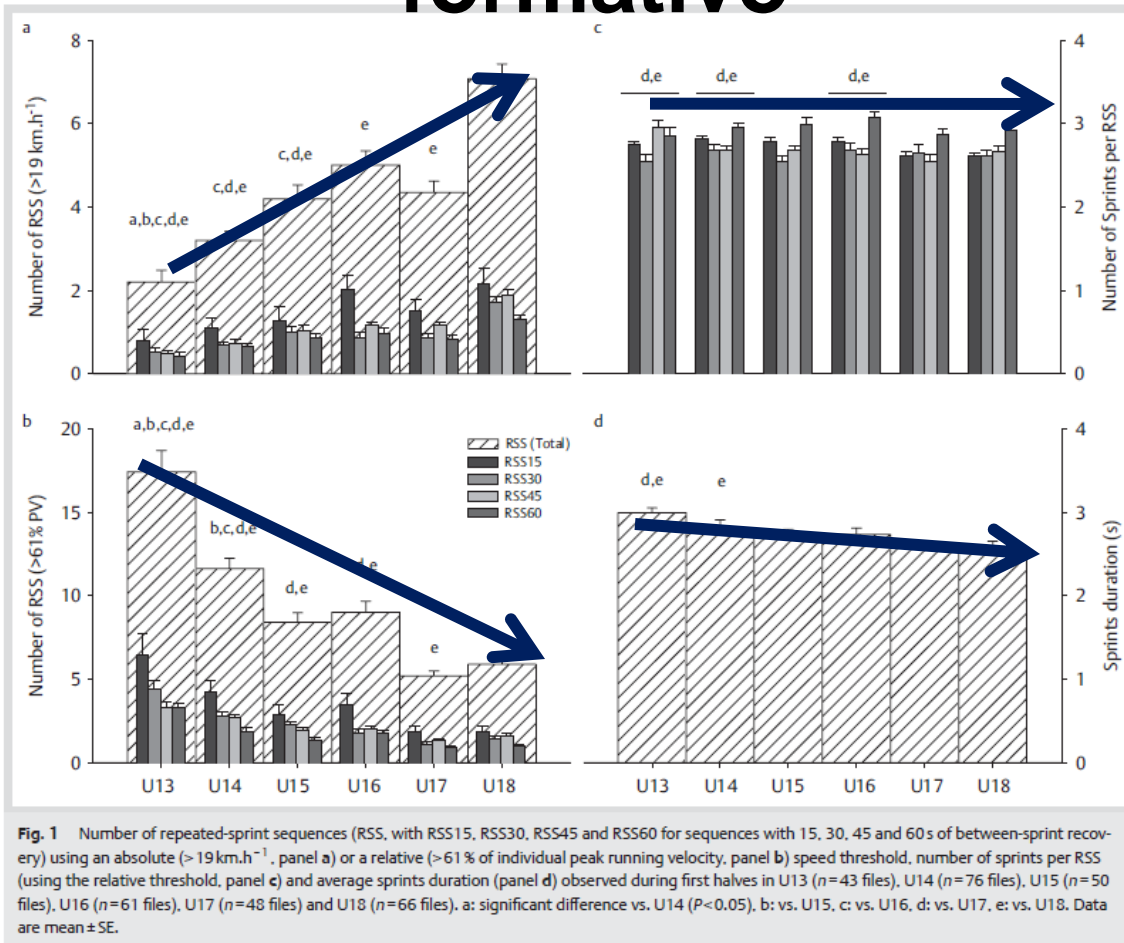 formative
a
8
6
4
2
0
Number of RSS (>19 km.h⁻¹)
a,b,c,d,e
c,d,e
c,d,e
e
e
c
4
3
2
1
0
Number of Sprints per RSS
d,e
d,e
d,e
b
20
15
10
5
0
Number of RSS (>61% PV)
a,b,c,d,e
b,c,d,e
d,e
d,e
e
RSS (Total)
RSS15
RSS30
RSS45
RSS60
U13 U14 U15 U16 U17 U18
d
4
3
2
1
0
Sprints duration (s)
d,e
e
U13 U14 U15 U16 U17 U18
Fig. 1 Number of repeated-sprint sequences (RSS, with RSS15, RSS30, RSS45 and RSS60 for sequences with 15, 30, 45 and 60 s of between-sprint recov-
ery) using an absolute (> 19 km.h⁻¹, panel a) or a relative (>61 % of individual peak running velocity, panel b) speed threshold, number of sprints per RSS
(using the relative threshold, panel c) and average sprints duration (panel d) observed during first halves in U13 (n=43 files), U14 (n=76 files), U15 (n=50
files), U16 (n=61 files), U17 (n=48 files) and U18 (n=66 files). a: significant difference vs. U14 (P<0.05), b: vs. U15, c: vs. U16, d: vs. U17, e: vs. U18. Data
are mean±SE.